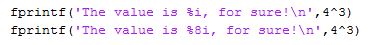 fprintf('The value is %i, for sure!\n',4^3)
fprintf('The value is %8i, for sure!\n',4^3)